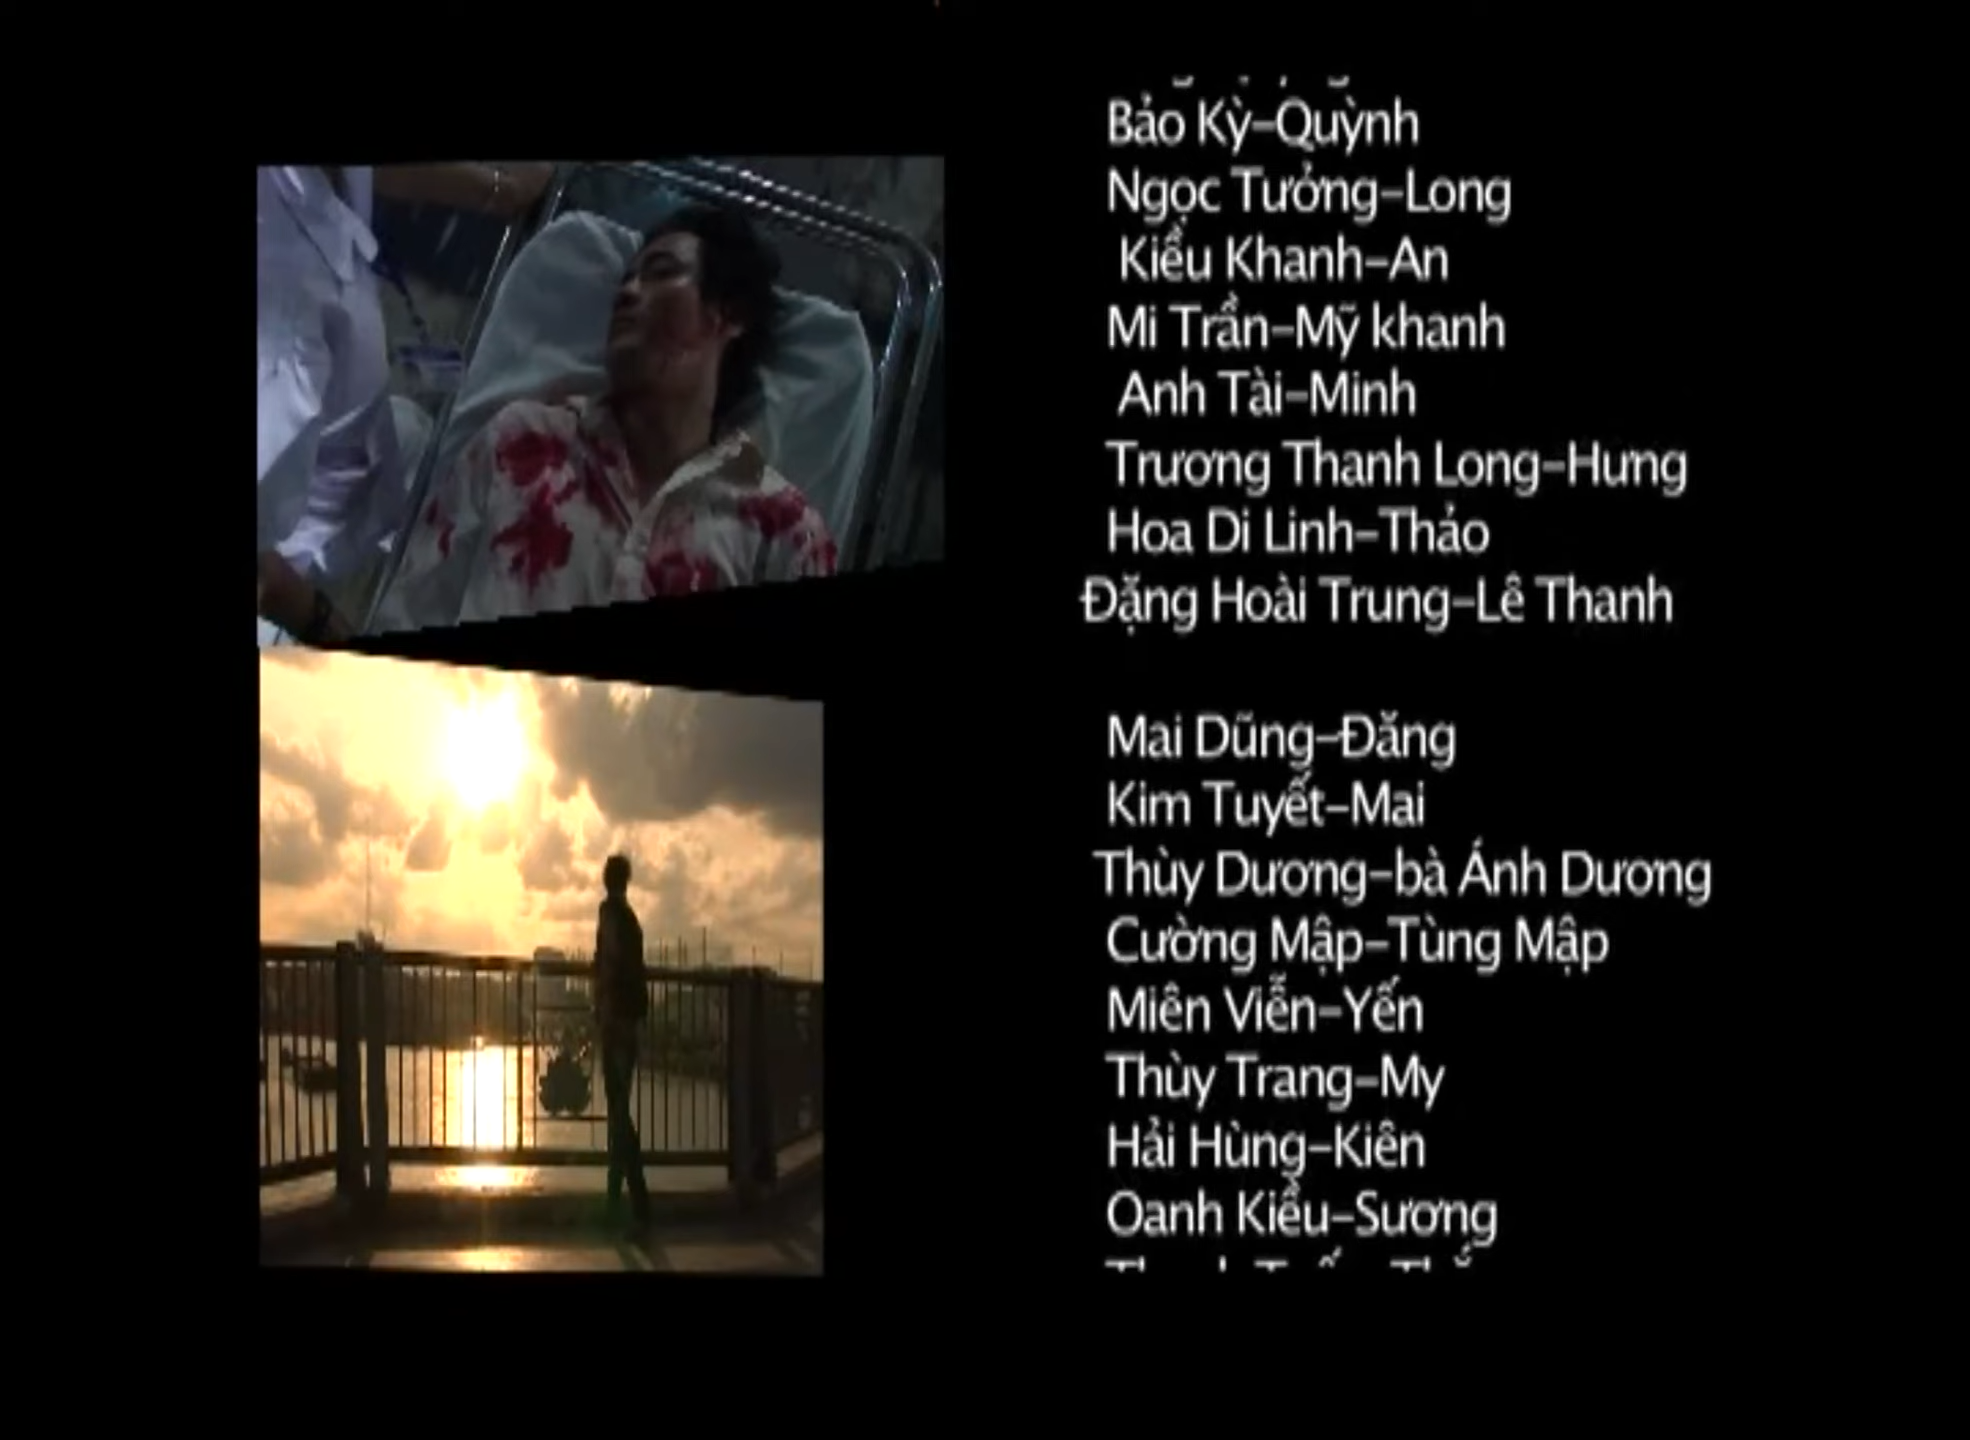 Bảo Kỳ-Quỳnh
Ngọc Tưởng-Long
Kiều Khanh-An
Mi Trần-Mỹ khanh
Anh Tài-Minh
Trương Thanh Long-Hưng
Hoa Di Linh-Thảo
Đặng Hoài Trung-Lê Thanh
Mai Dũng-Đăng
Kim Tuyết-Mai
Thùy Dương-bà Ánh Dương
Cường Mập-Tùng Mập
Miên Viễn-Yến
Thùy Trang-My
Hải Hùng-Kiên
Oanh Kiều-Sương